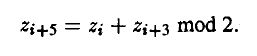 z_{i+5} = z_i + z_{i+3} mod 2.